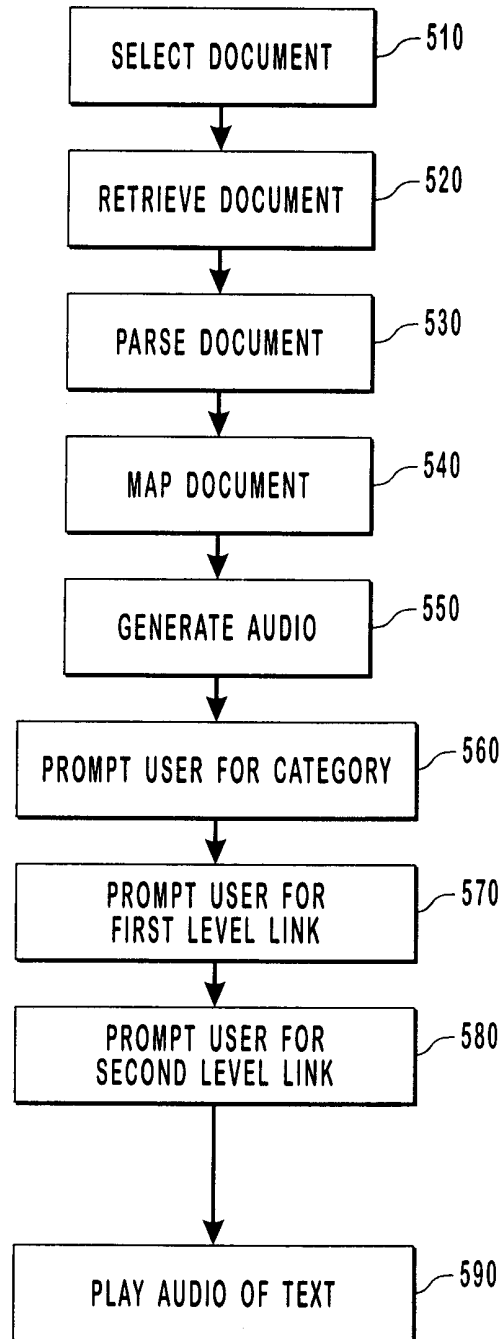 SELECT DOCUMENT
510
RETRIEVE DOCUMENT
520
PARSE DOCUMENT
530
MAP DOCUMENT
540
GENERATE AUDIO
550
PROMPT USER FOR CATEGORY
560
PROMPT USER FOR
FIRST LEVEL LINK
570
PROMPT USER FOR
SECOND LEVEL LINK
580
PLAY AUDIO OF TEXT
590